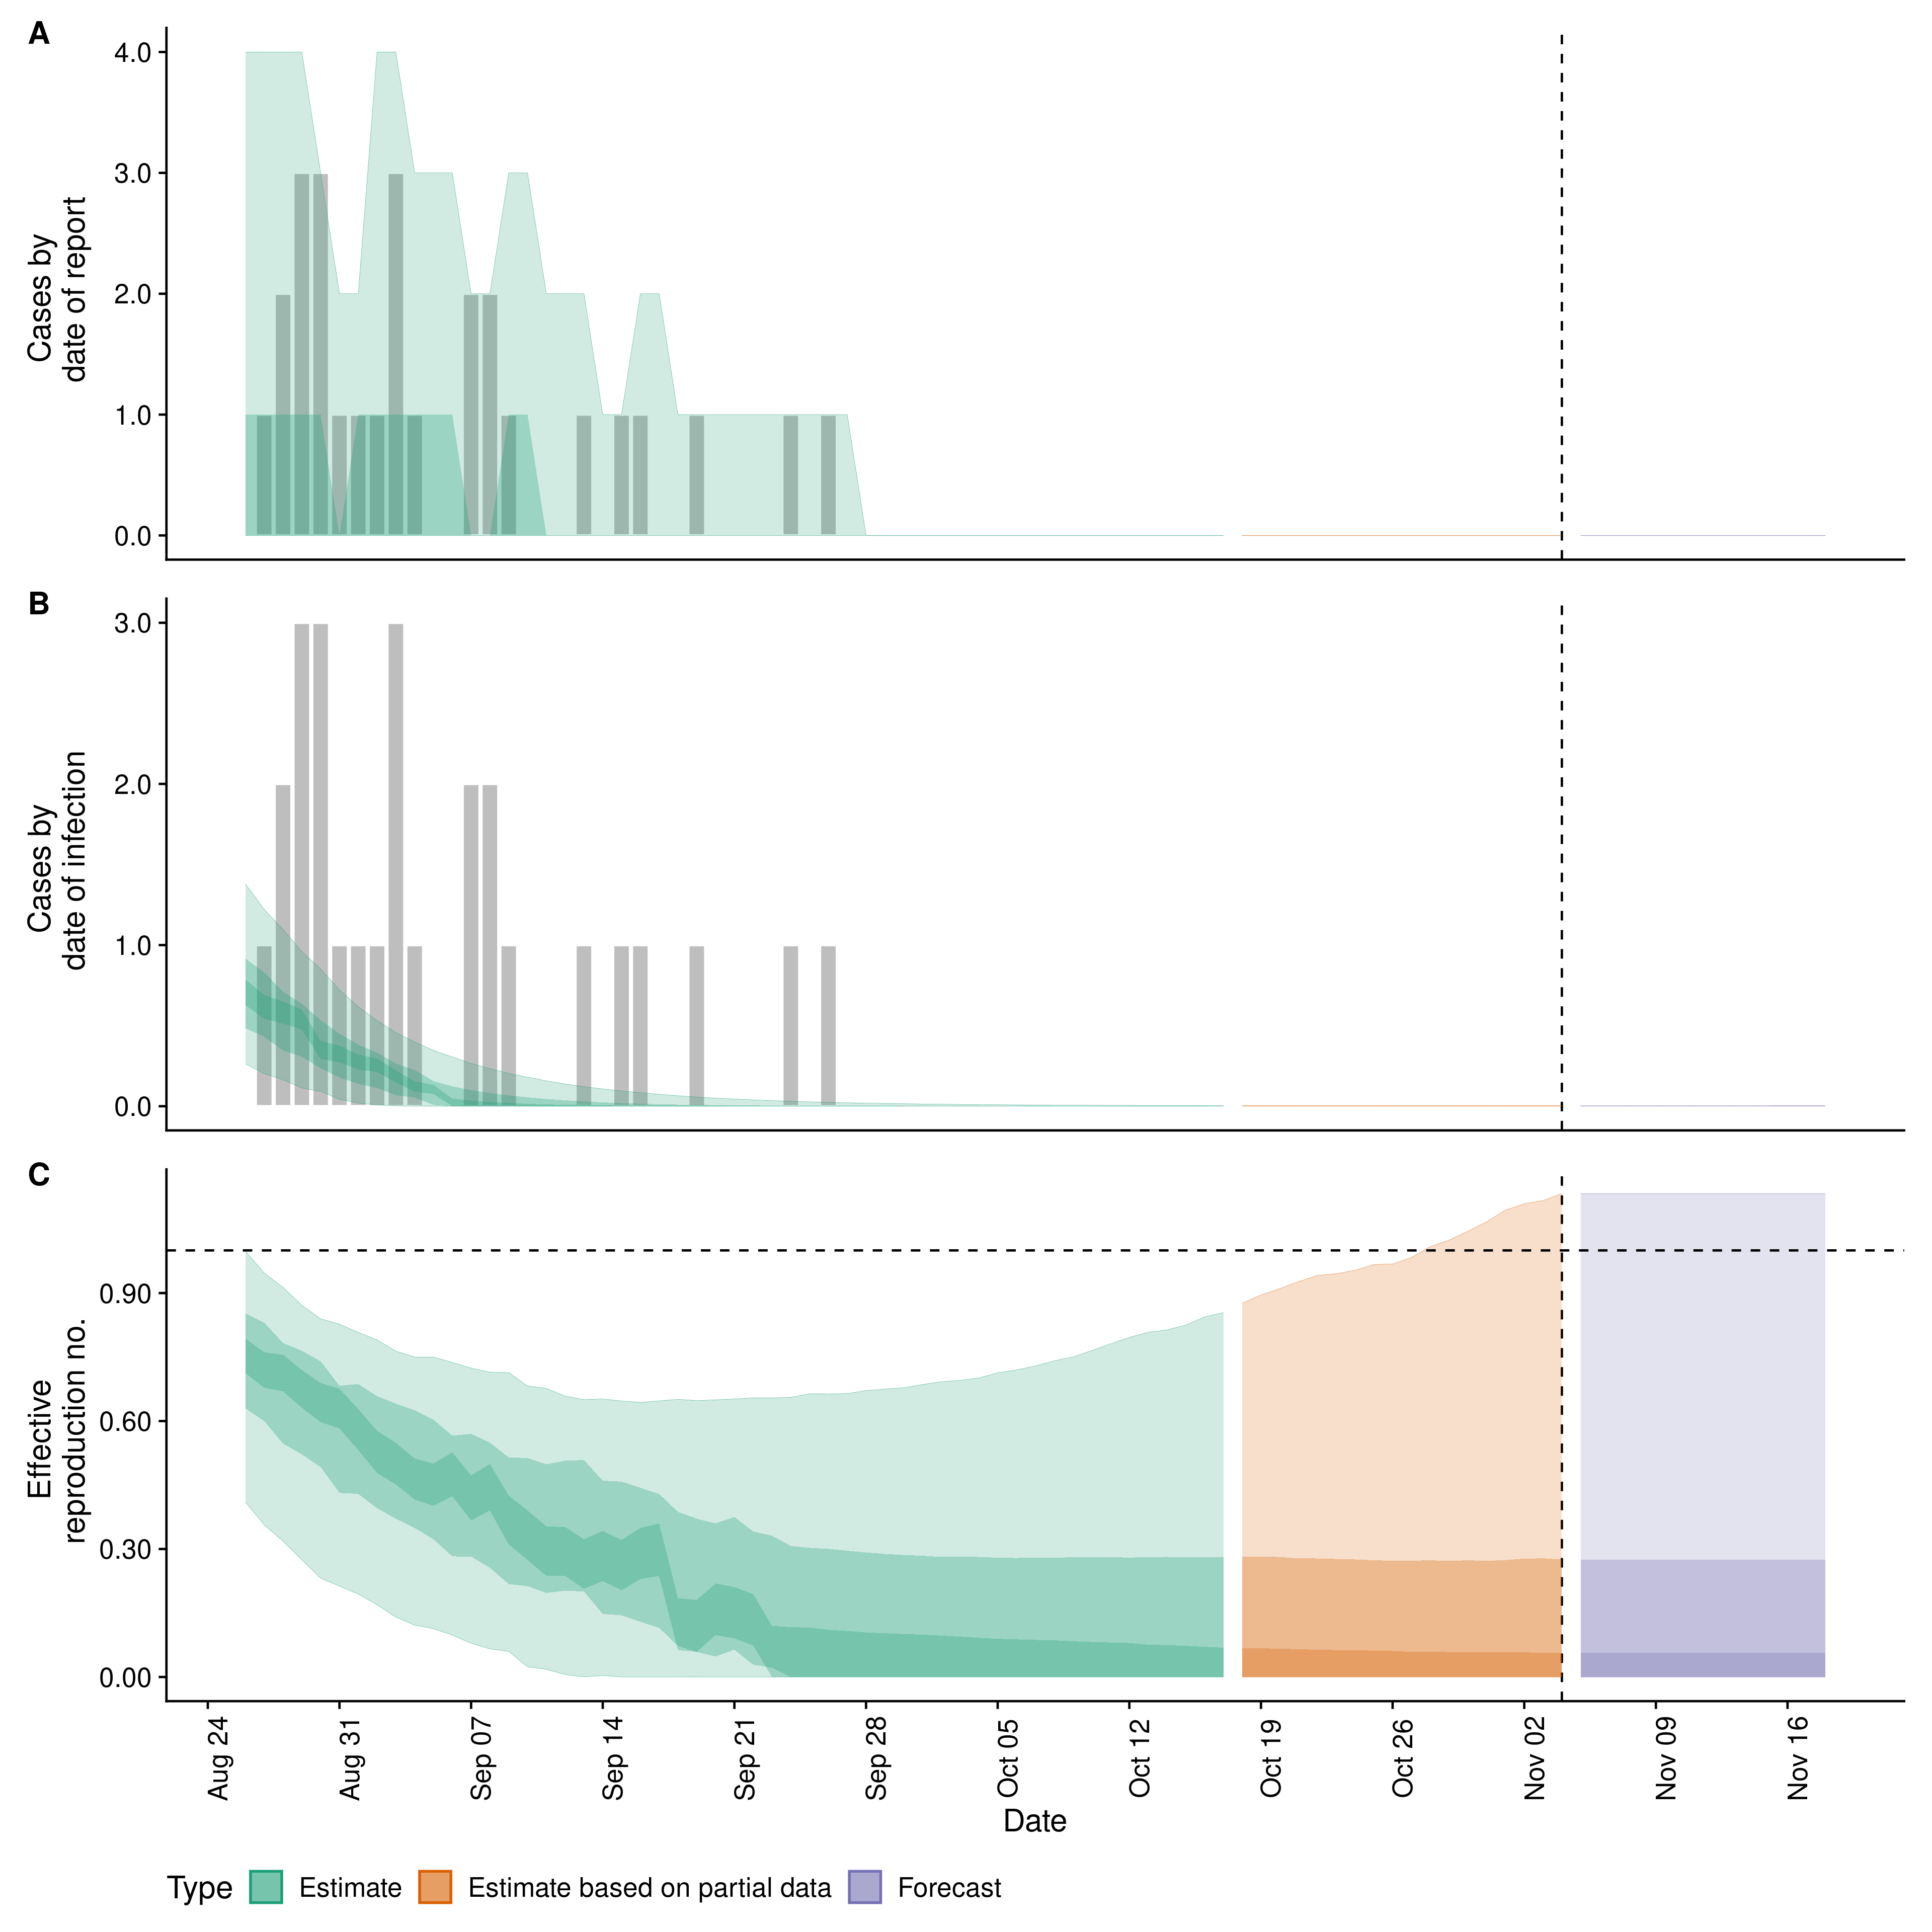 A
4.0
3.0
2.0
1.0
0.0
Cases by
date of report
B
3.0
2.0
1.0
0.0
Cases by
date of infection
C
0.90
0.60
0.30
0.00
Effective
reproduction no.
Aug 24
Aug 31
Sep 07
Sep 14
Sep 21
Sep 28
Oct 05
Oct 12
Oct 19
Oct 26
Nov 02
Nov 09
Nov 16
Date
Type Estimate Estimate based on partial data Forecast